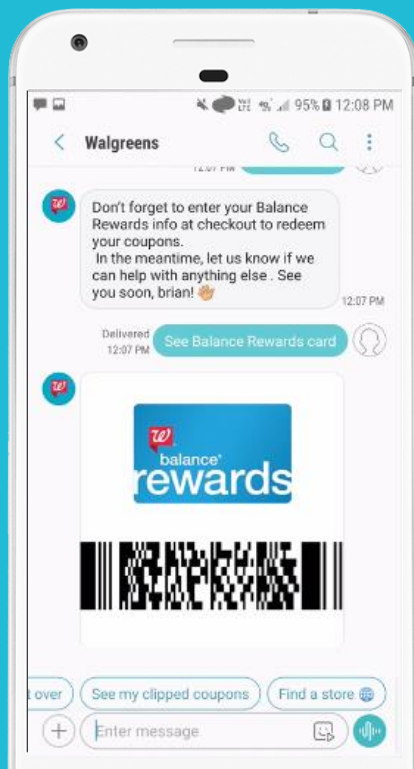 95% 12:08 PM
Walgreens
12:07 PM
Don't forget to enter your Balance
Rewards info at checkout to redeem
your coupons.
In the meantime, let us know if we
can help with anything else . See
you soon, brian! 👋
12:07 PM
Delivered
12:07 PM
See Balance Rewards card
balance®
rewards
t over
See my clipped coupons
Find a store
Enter message